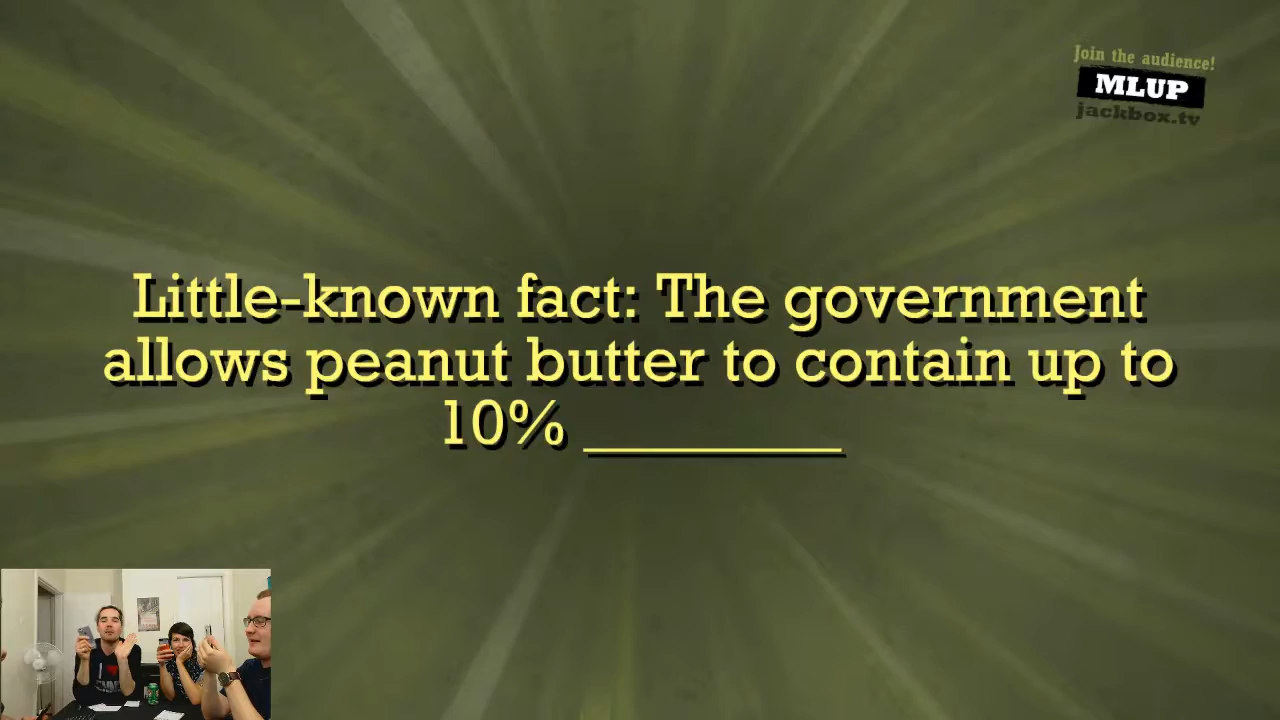 Join the audience!
MLUP
jackbox.tv
Little-known fact: The government
allows peanut butter to contain up to
10% ________